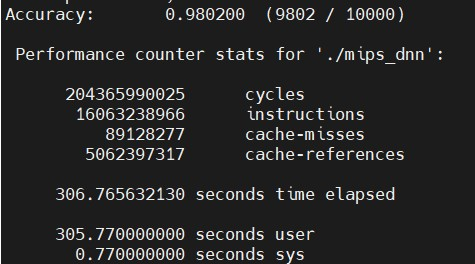 Accuracy: 0.980200 (9802 / 10000)
Performance counter stats for './mips_dnn':
204365990025 cycles
16063238966 instructions
89128277 cache-misses
5062397317 cache-references
306.765632130 seconds time elapsed
305.770000000 seconds user
0.770000000 seconds sys